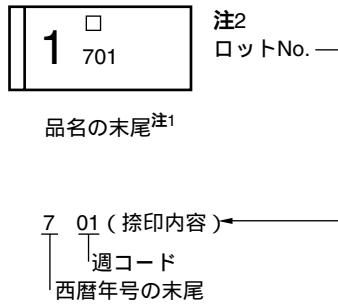 1
□
701
注2
ロットNo.
品名の末尾注1
7 01 ( 捺印内容 )
週コード
西暦年号の末尾